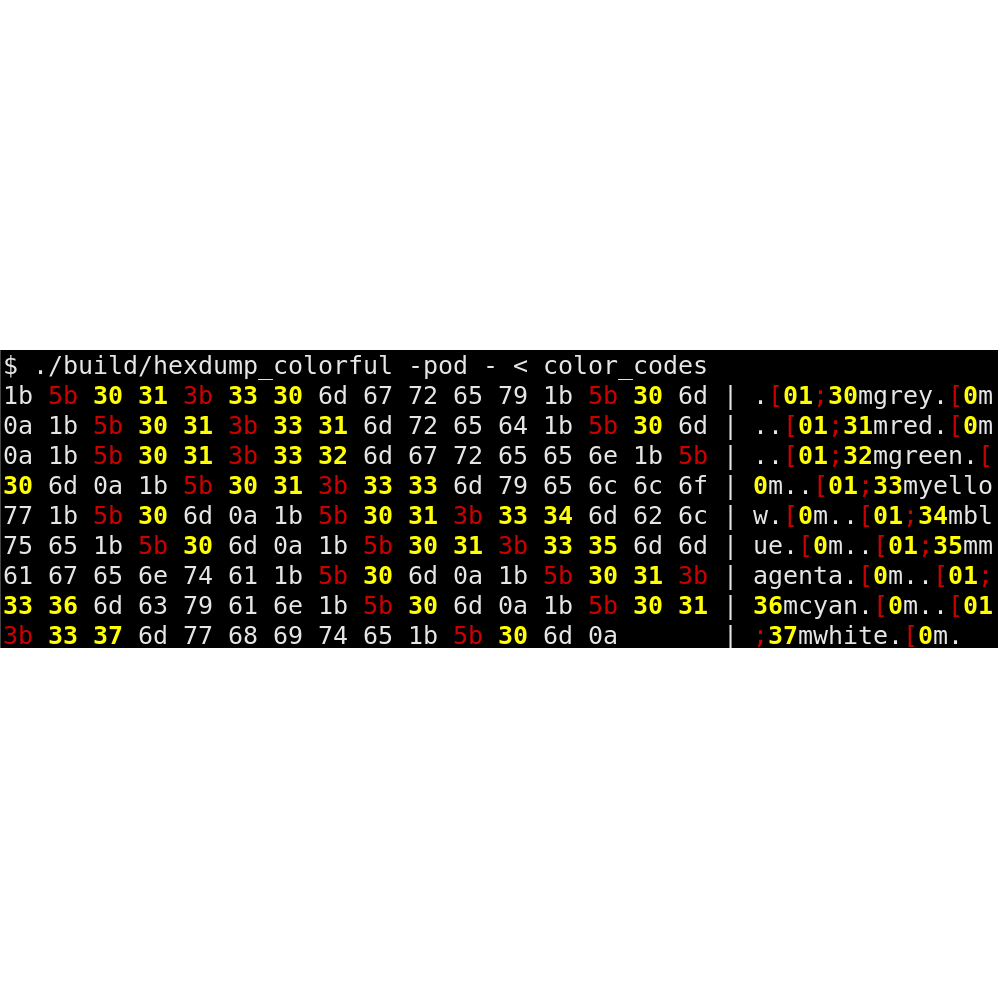 $ ./build/hexdump_colorful -pod - < color_codes
1b 5b 30 31 3b 33 30 6d 67 72 65 79 1b 5b 30 6d | .[01;30mgrey.[0m
0a 1b 5b 30 31 3b 33 31 6d 72 65 64 1b 5b 30 6d | ..[01;31mred.[0m
0a 1b 5b 30 31 3b 33 32 6d 67 72 65 65 6e 1b 5b | ..[01;32mgreen.[
30 6d 0a 1b 5b 30 31 3b 33 33 6d 79 65 6c 6c 6f | 0m..[01;33myello
77 1b 5b 30 6d 0a 1b 5b 30 31 3b 33 34 6d 62 6c | w.[0m..[01;34mbl
75 65 1b 5b 30 6d 0a 1b 5b 30 31 3b 33 35 6d 6d | ue.[0m..[01;35mm
61 67 65 6e 74 61 1b 5b 30 6d 0a 1b 5b 30 31 3b | agenta.[0m..[01;
33 36 6d 63 79 61 6e 1b 5b 30 6d 0a 1b 5b 30 31 | 36mcyan.[0m..[01
3b 33 37 6d 77 68 69 74 65 1b 5b 30 6d 0a       | ;37mwhite.[0m.